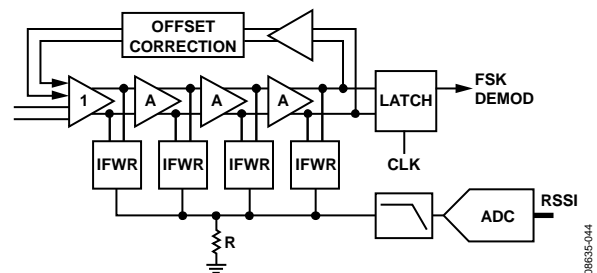 OFFSET
CORRECTION
1
A
A
A
LATCH
FSK
DEMOD
IFWR
IFWR
IFWR
IFWR
CLK
R
ADC
RSSI
08635-044